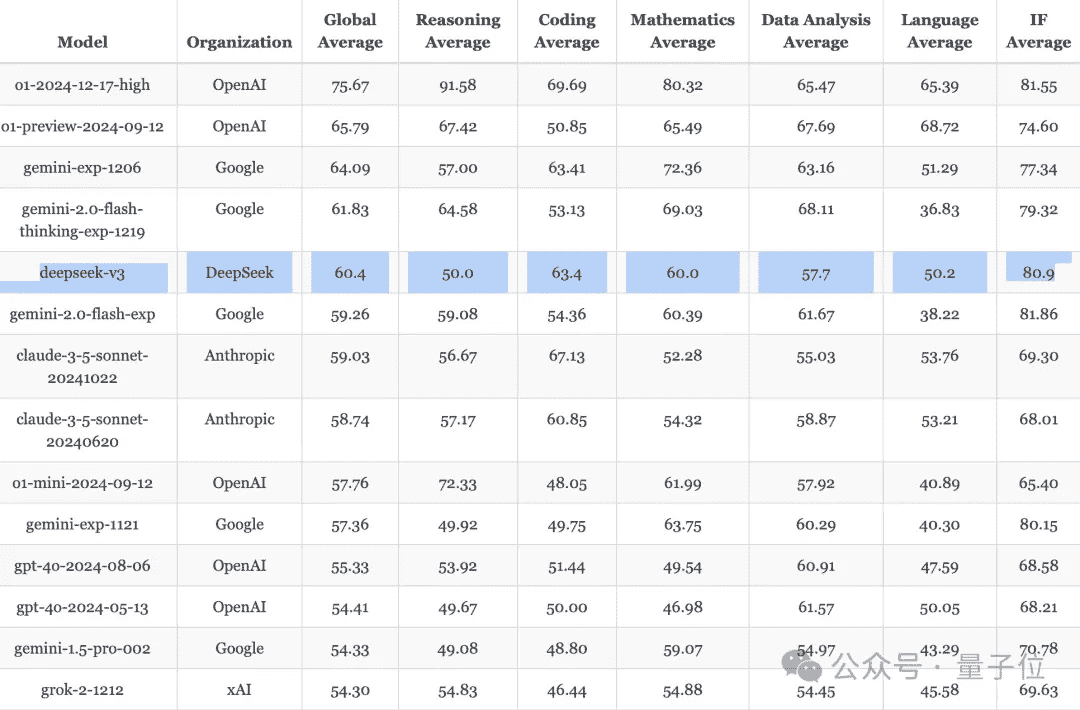 Model Organization Global Average Reasoning Average Coding Average Mathematics Average Data Analysis Average Language Average IF Average
o1-2024-12-17-high OpenAI 75.67 91.58 69.69 80.32 65.47 65.39 81.55
o1-preview-2024-09-12 OpenAI 65.79 67.42 50.85 65.49 67.69 68.72 74.60
gemini-exp-1206 Google 64.09 57.00 63.41 72.36 63.16 51.29 77.34
gemini-2.0-flash-thinking-exp-1219 Google 61.83 64.58 53.13 69.03 68.11 36.83 79.32
deepseek-v3 DeepSeek 60.4 50.0 63.4 60.0 57.7 50.2 80.9
gemini-2.0-flash-exp Google 59.26 59.08 54.36 60.39 61.67 38.22 81.86
claude-3-5-sonnet-20241022 Anthropic 59.03 56.67 67.13 52.28 55.03 53.76 69.30
claude-3-5-sonnet-20240620 Anthropic 58.74 57.17 60.85 54.32 58.87 53.21 68.01
o1-mini-2024-09-12 OpenAI 57.76 72.33 48.05 61.99 57.92 40.89 65.40
gemini-exp-1121 Google 57.36 49.92 49.75 63.75 60.29 40.30 80.15
gpt-4o-2024-08-06 OpenAI 55.33 53.92 51.44 49.54 60.91 47.59 68.58
gpt-4o-2024-05-13 OpenAI 54.41 49.67 50.00 46.98 61.57 50.05 68.21
gemini-1.5-pro-002 Google 54.33 49.08 48.80 59.07 54.97 43.29 70.78
grok-2-1212 xAI 54.30 54.83 46.44 54.88 54.45 45.58 69.63
公众号 · 量子位